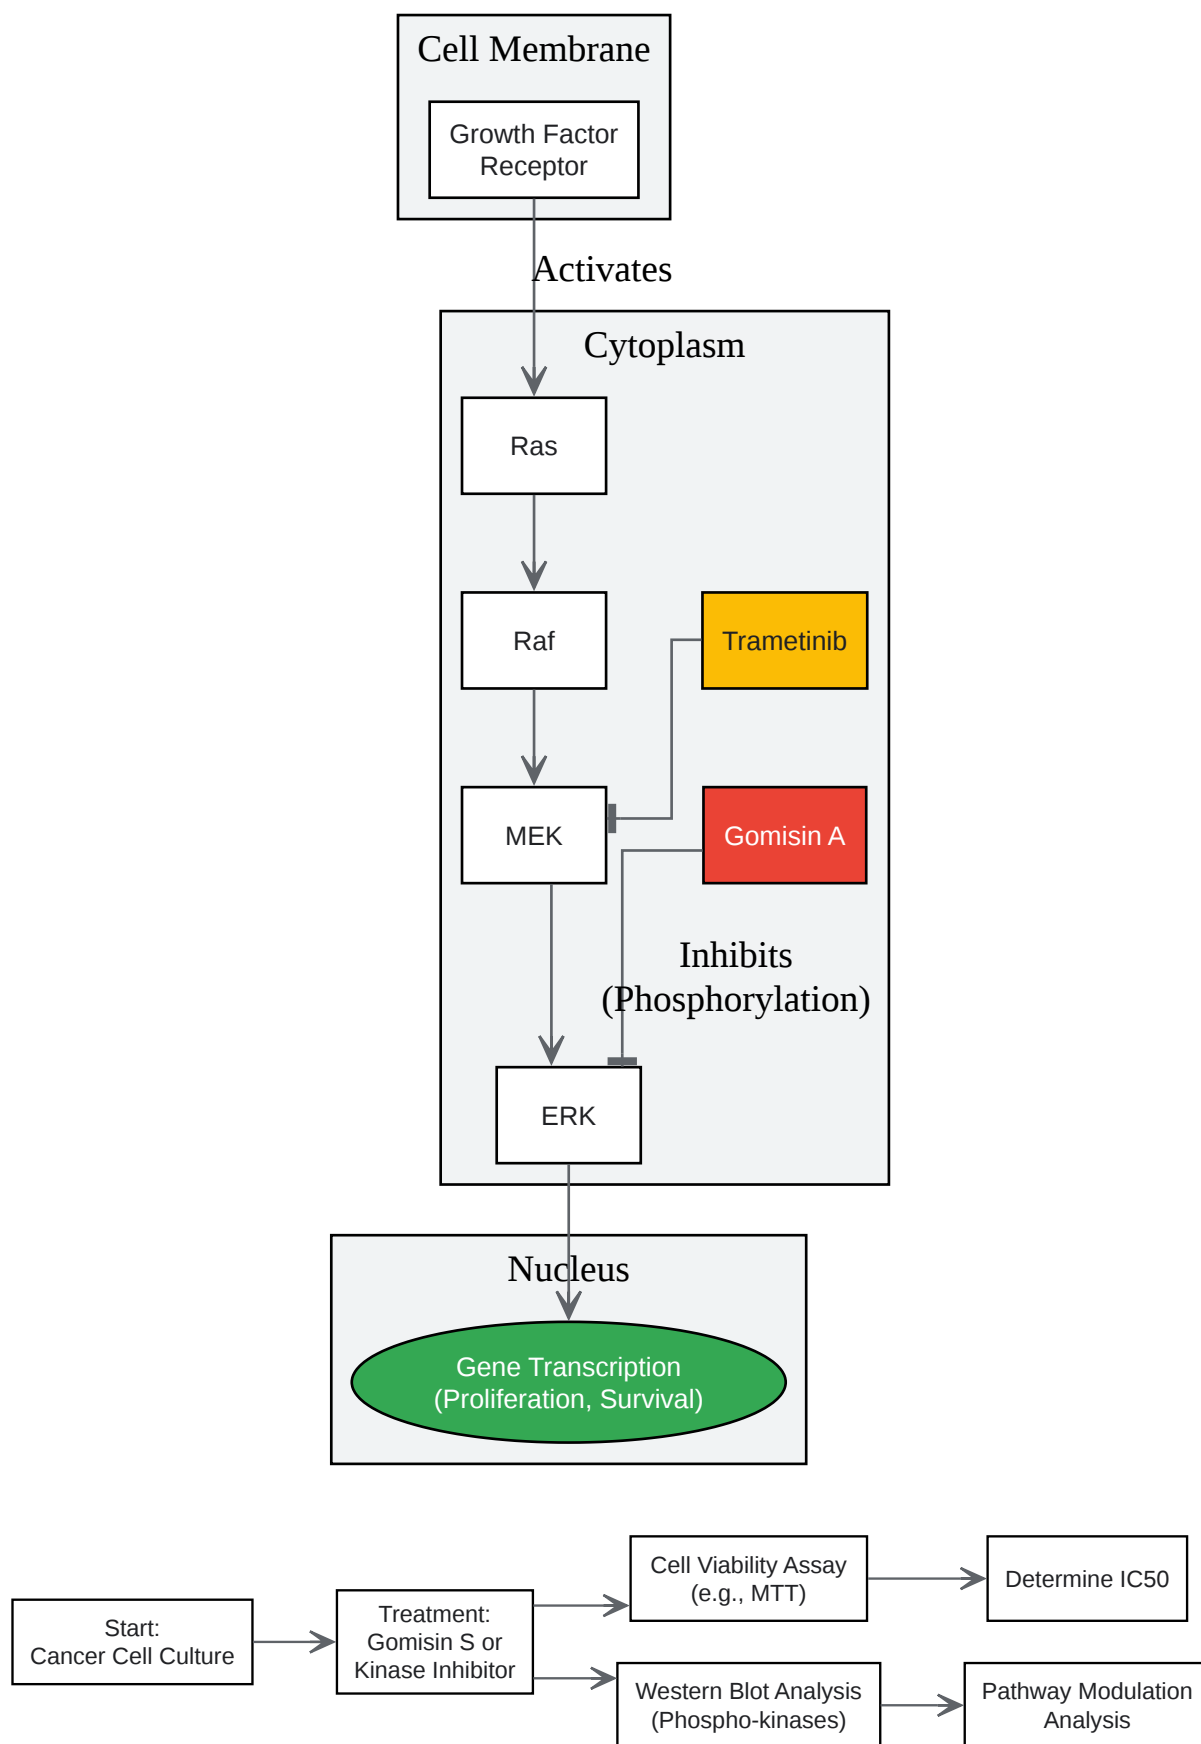 Cell Membrane
Growth Factor
Receptor
Activates
Cytoplasm
Ras
Raf
Trametinib
MEK
Gomisin A
Inhibits
(Phosphorylation)
ERK
Nucleus
Gene Transcription
(Proliferation, Survival)
Start:
Cancer Cell Culture
Treatment:
Gomisin S or
Kinase Inhibitor
Cell Viability Assay
(e.g., MTT)
Determine IC50
Western Blot Analysis
(Phospho-kinases)
Pathway Modulation
Analysis